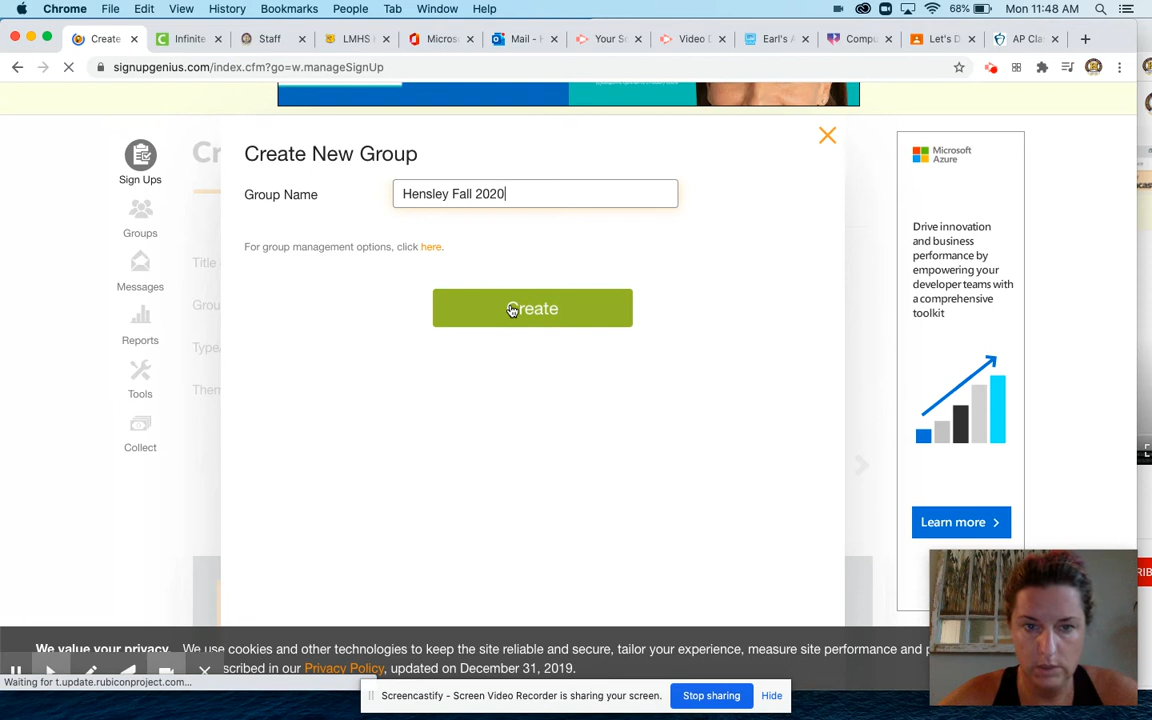 Chrome File Edit View History Bookmarks People Tab Window Help 68% Mon 11:48 AM
Create Infinite Staff LMHS Micros Mail - H Your S Video D Earl's A Compu Let's D AP Cla
signupgenius.com/index.cfm?go=w.manageSignUp
Sign Ups
Groups
Messages
Reports
Tools
Collect
Cr
Title
Grou
Type/
Them
Create New Group
Group Name Hensley Fall 2020
For group management options, click here.
Create
Microsoft
Azure
Drive innovation
and business
performance by
empowering your
developer teams with
a comprehensive
toolkit
Learn more
We value your privacy. We use cookies and other technologies to keep the site reliable and secure, tailor your experience, measure site performance and p
scribed in our Privacy Policy, updated on December 31, 2019.
Waiting for t.update.rubiconproject.com...
Screencastify - Screen Video Recorder is sharing your screen. Stop sharing Hide